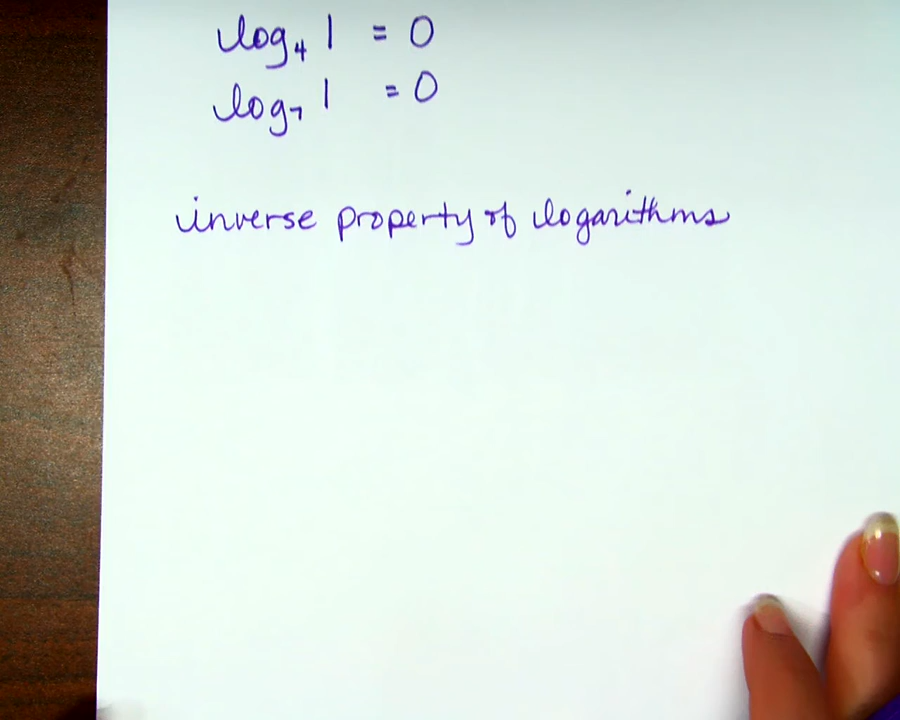 log₄ 1 = 0
log₇ 1 = 0
inverse property of logarithms